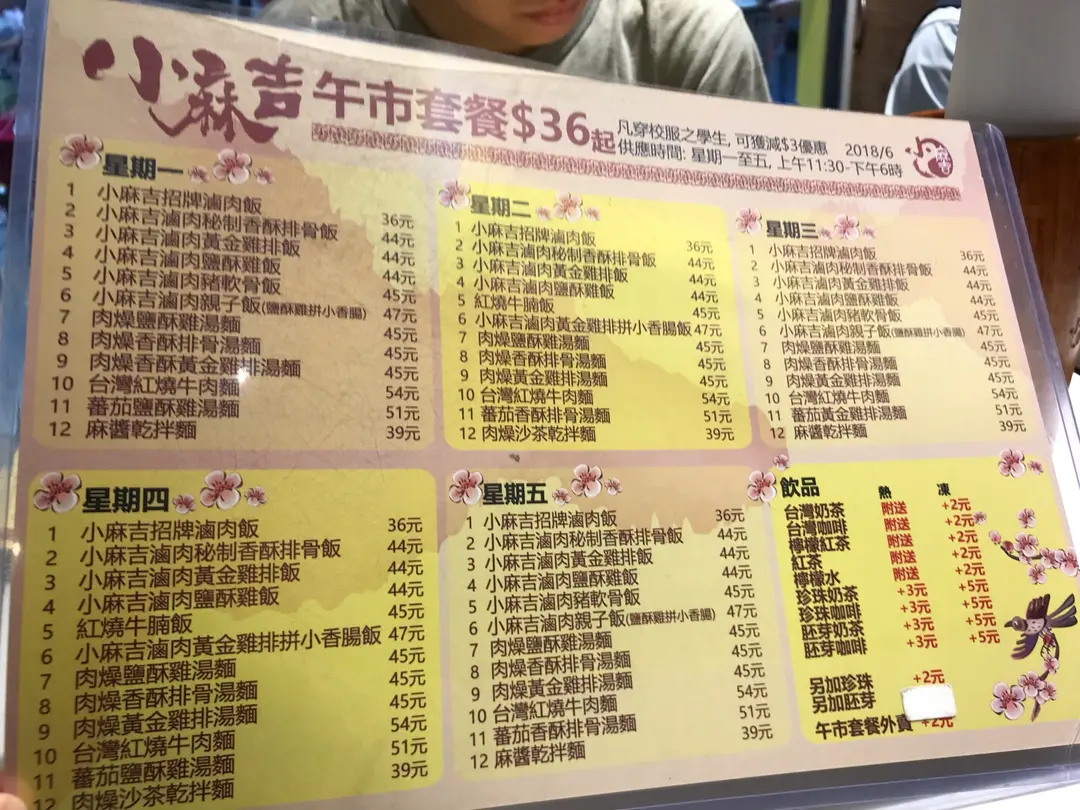 小麻吉午市套餐$36起
凡穿校服之學生, 可獲減$3優惠 2018/6
供應時間: 星期一至五, 上午11:30-下午6時
星期一
1 小麻吉招牌滷肉飯 36元
2 小麻吉滷肉秘制香酥排骨飯 44元
3 小麻吉滷肉黃金雞排飯 44元
4 小麻吉滷肉鹽酥雞飯 44元
5 小麻吉滷肉豬軟骨飯 45元
6 小麻吉滷肉親子飯(鹽酥雞拼小香腸) 47元
7 肉燥鹽酥雞湯麵 45元
8 肉燥香酥排骨湯麵 45元
9 肉燥香酥黃金雞排湯麵 45元
10 台灣紅燒牛肉麵 54元
11 蕃茄鹽酥雞湯麵 51元
12 麻醬乾拌麵 39元
星期二
1 小麻吉招牌滷肉飯 36元
2 小麻吉滷肉秘制香酥排骨飯 44元
3 小麻吉滷肉黃金雞排飯 44元
4 小麻吉滷肉鹽酥雞飯 44元
5 紅燒牛腩飯 45元
6 小麻吉滷肉黃金雞排拼小香腸飯 47元
7 肉燥鹽酥雞湯麵 45元
8 肉燥香酥排骨湯麵 45元
9 肉燥黃金雞排湯麵 45元
10 台灣紅燒牛肉麵 54元
11 蕃茄香酥排骨湯麵 51元
12 肉燥沙茶乾拌麵 39元
星期三
1 小麻吉招牌滷肉飯 36元
2 小麻吉滷肉秘制香酥排骨飯 44元
3 小麻吉滷肉黃金雞排飯 44元
4 小麻吉滷肉鹽酥雞飯 44元
5 小麻吉滷肉豬軟骨飯 45元
6 小麻吉滷肉親子飯(鹽酥雞拼小香腸) 47元
7 肉燥鹽酥雞湯麵 45元
8 肉燥香酥排骨湯麵 45元
9 肉燥黃金雞排湯麵 45元
10 台灣紅燒牛肉麵 54元
11 蕃茄黃金雞排湯麵 51元
12 麻醬乾拌麵 39元
星期四
1 小麻吉招牌滷肉飯 36元
2 小麻吉滷肉秘制香酥排骨飯 44元
3 小麻吉滷肉黃金雞排飯 44元
4 小麻吉滷肉鹽酥雞飯 44元
5 紅燒牛腩飯 45元
6 小麻吉滷肉黃金雞排拼小香腸飯 47元
7 肉燥鹽酥雞湯麵 45元
8 肉燥香酥排骨湯麵 45元
9 肉燥黃金雞排湯麵 45元
10 台灣紅燒牛肉麵 54元
11 蕃茄鹽酥雞湯麵 51元
12 肉燥沙茶乾拌麵 39元
星期五
1 小麻吉招牌滷肉飯 36元
2 小麻吉滷肉秘制香酥排骨飯 44元
3 小麻吉滷肉黃金雞排飯 44元
4 小麻吉滷肉鹽酥雞飯 44元
5 小麻吉滷肉豬軟骨飯 45元
6 小麻吉滷肉親子飯(鹽酥雞拼小香腸) 47元
7 肉燥鹽酥雞湯麵 45元
8 肉燥香酥排骨湯麵 45元
9 肉燥黃金雞排湯麵 45元
10 台灣紅燒牛肉麵 54元
11 蕃茄香酥排骨湯麵 51元
12 麻醬乾拌麵 39元
飲品 熱 凍
台灣奶茶 附送 +2元
台灣咖啡 附送 +2元
檸檬紅茶 附送 +2元
紅茶 附送 +2元
檸檬水 附送 +2元
珍珠奶茶 +3元 +5元
珍珠咖啡 +3元 +5元
胚芽奶茶 +3元 +5元
胚芽咖啡 +3元 +5元
另加珍珠 +2元
另加胚芽
午市套餐外賣 +2元